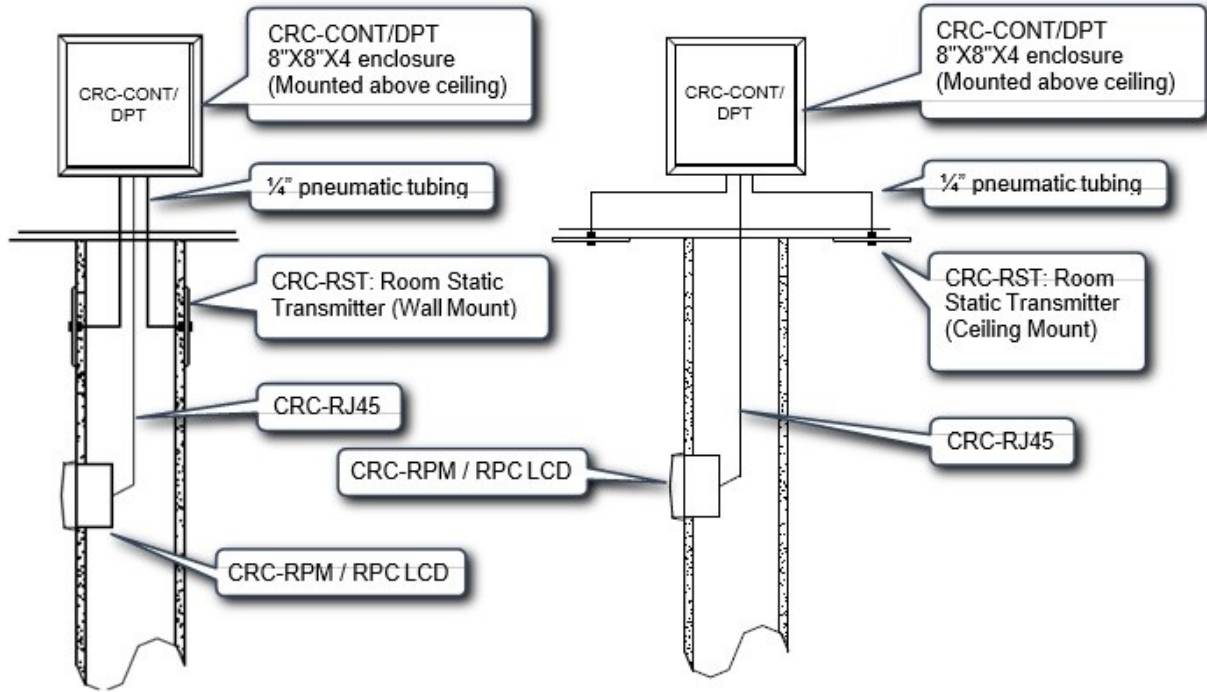 CRC-CONT/DPT
8"X8"X4 enclosure
(Mounted above ceiling)
CRC-CONT/
DPT
¼" pneumatic tubing
CRC-RST: Room Static
Transmitter (Wall Mount)
CRC-RJ45
CRC-RPM / RPC LCD
CRC-CONT/DPT
8"X8"X4 enclosure
(Mounted above ceiling)
CRC-CONT/
DPT
¼" pneumatic tubing
CRC-RST: Room
Static Transmitter
(Ceiling Mount)
CRC-RJ45
CRC-RPM / RPC LCD